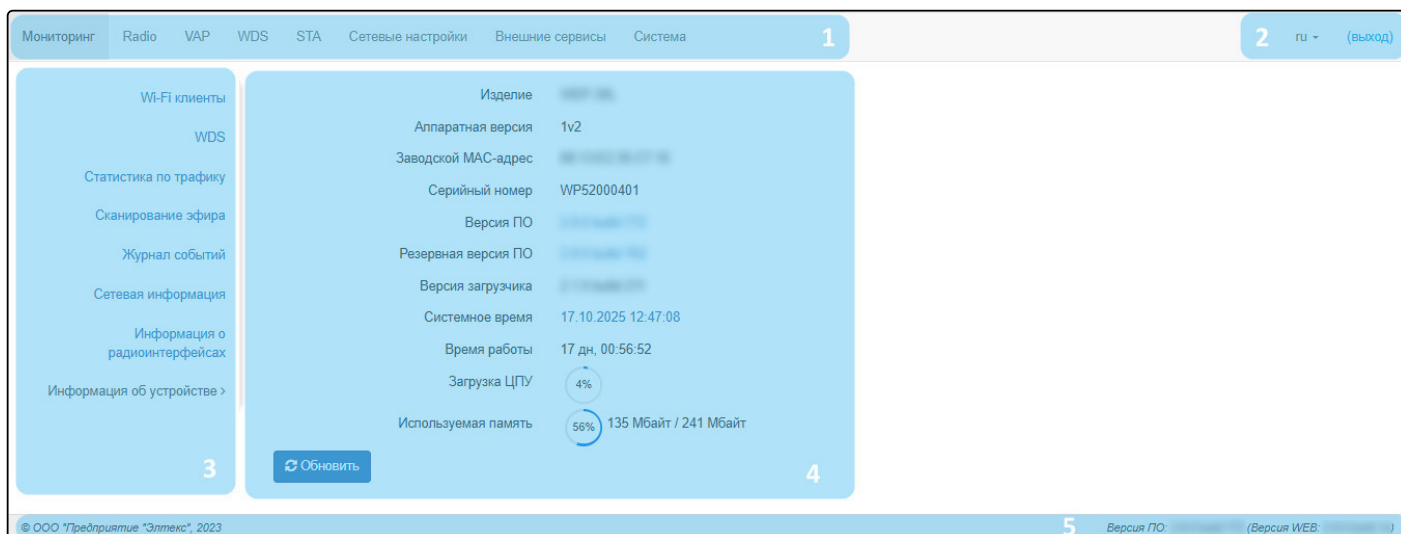 Мониторинг Radio VAP WDS STA Сетевые настройки Внешние сервисы Система 1 2 ru (выход)
Wi-Fi клиенты
WDS
Статистика по трафику
Сканирование эфира
Журнал событий
Сетевая информация
Информация о
радиоинтерфейсах
Информация об устройстве >
3
Изделие
Аппаратная версия 1v2
Заводской MAC-адрес
Серийный номер WP52000401
Версия ПО
Резервная версия ПО
Версия загрузчика
Системное время 17.10.2025 12:47:08
Время работы 17 дн, 00:56:52
Загрузка ЦПУ 4%
Используемая память 56% 135 Мбайт / 241 Мбайт
Обновить
4
© ООО "Предприятие "Элтекс", 2023 5 Версия ПО: (Версия WEB: )